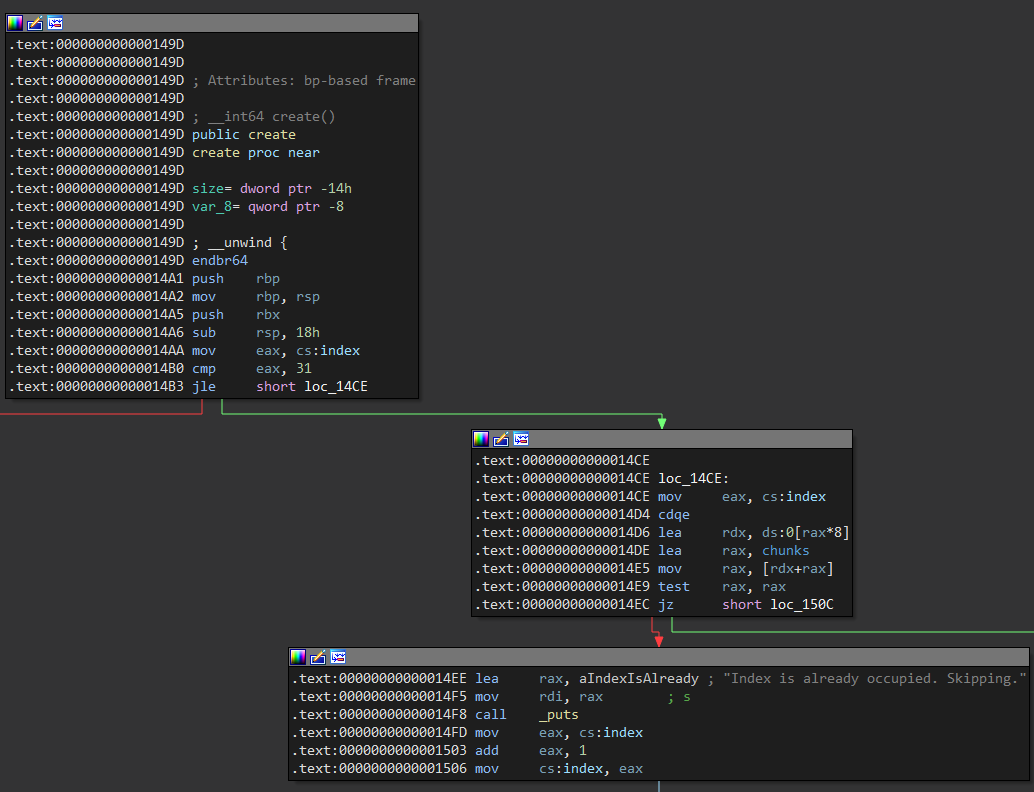 .text:000000000000149D
.text:000000000000149D
.text:000000000000149D ; Attributes: bp-based frame
.text:000000000000149D
.text:000000000000149D ; __int64 create()
.text:000000000000149D public create
.text:000000000000149D create proc near
.text:000000000000149D
.text:000000000000149D size= dword ptr -14h
.text:000000000000149D var_8= qword ptr -8
.text:000000000000149D
.text:000000000000149D ; __unwind {
.text:000000000000149D endbr64
.text:00000000000014A1 push    rbp
.text:00000000000014A2 mov     rbp, rsp
.text:00000000000014A5 push    rbx
.text:00000000000014A6 sub     rsp, 18h
.text:00000000000014AA mov     eax, cs:index
.text:00000000000014B0 cmp     eax, 31
.text:00000000000014B3 jle     short loc_14CE
.text:00000000000014CE
.text:00000000000014CE loc_14CE:
.text:00000000000014CE mov     eax, cs:index
.text:00000000000014D4 cdqe
.text:00000000000014D6 lea     rdx, ds:0[rax*8]
.text:00000000000014DE lea     rax, chunks
.text:00000000000014E5 mov     rax, [rdx+rax]
.text:00000000000014E9 test    rax, rax
.text:00000000000014EC jz      short loc_150C
.text:00000000000014EE lea     rax, aIndexIsAlready ; "Index is already occupied. Skipping."
.text:00000000000014F5 mov     rdi, rax        ; s
.text:00000000000014F8 call    _puts
.text:00000000000014FD mov     eax, cs:index
.text:0000000000001503 add     eax, 1
.text:0000000000001506 mov     cs:index, eax